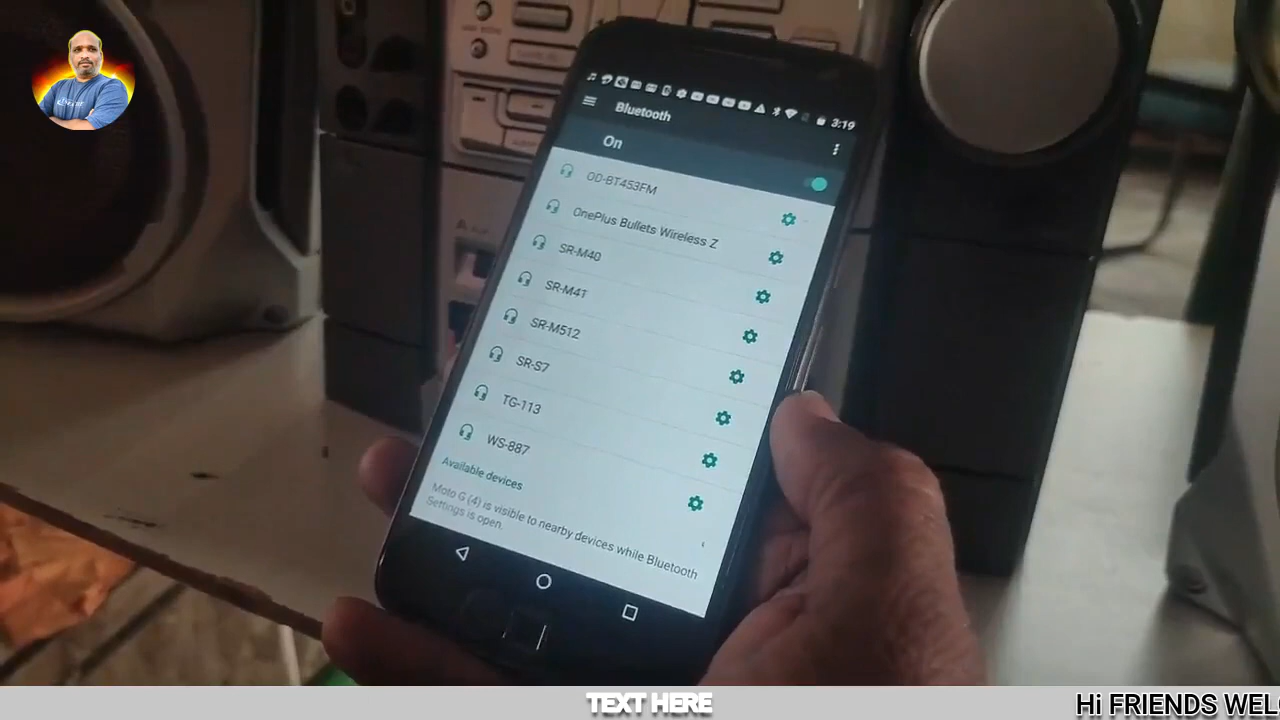 3:19
Bluetooth
On
OD-BT453FM
OnePlus Bullets Wireless Z
SR-M40
SR-M41
SR-M512
SR-S7
TG-113
WS-887
Available devices
Moto G (4) is visible to nearby devices while Bluetooth
Settings is open.
TEXT HERE
Hi FRIENDS WEL